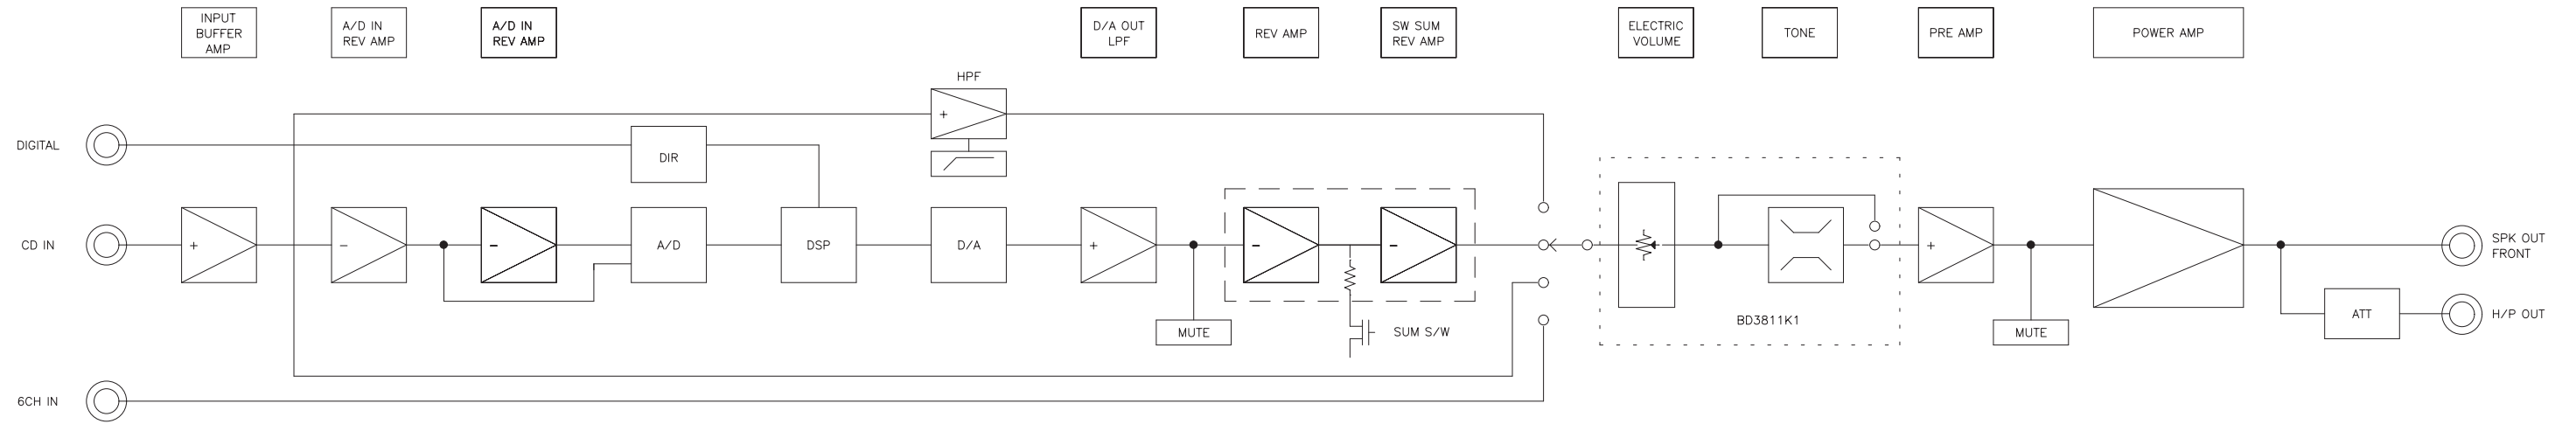 INPUT
BUFFER
AMP
A/D IN
REV AMP
A/D IN
REV AMP
D/A OUT
LPF
REV AMP
SW SUM
REV AMP
ELECTRIC
VOLUME
TONE
PRE AMP
POWER AMP
HPF
+
DIGITAL
DIR
CD IN
+
−
−
A/D
DSP
D/A
+
−
−
+
SPK OUT
FRONT
MUTE
SUM S/W
BD3811K1
MUTE
ATT
H/P OUT
6CH IN